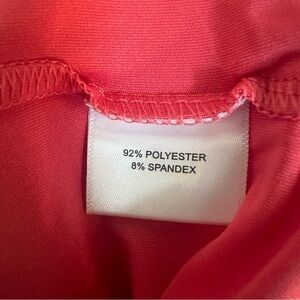 92% POLYESTER
8% SPANDEX